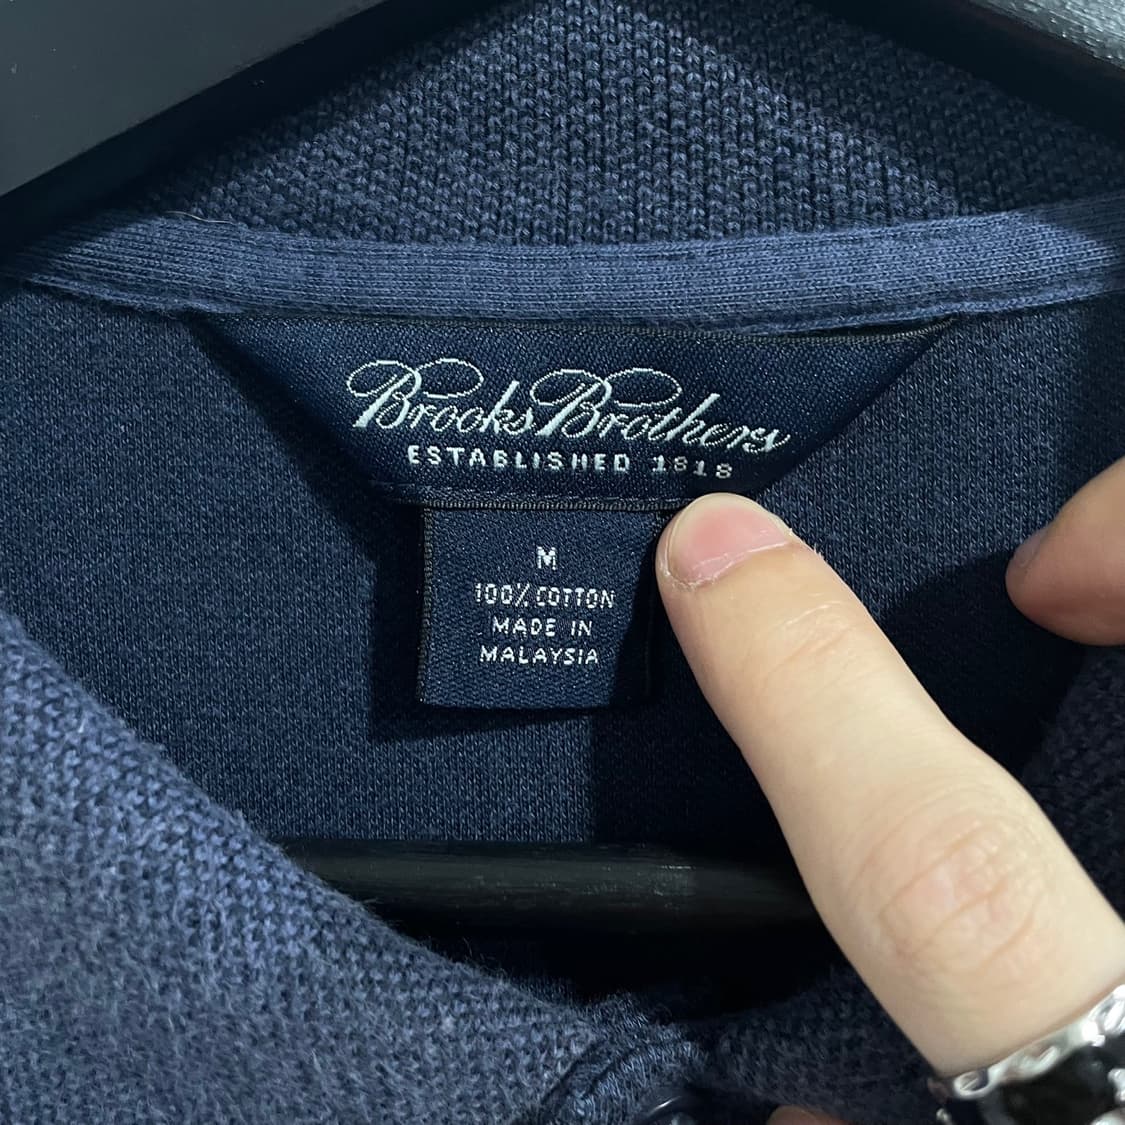 Brooks Brothers
ESTABLISHED 1818
M
100% COTTON
MADE IN
MALAYSIA